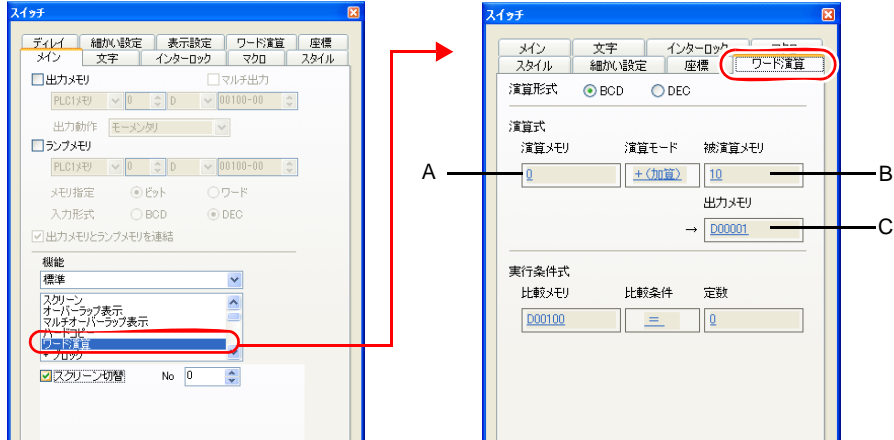 スイッチ
ディレイ 細かい設定 表示設定 ワード演算 座標
メイン 文字 インターロック マクロ スタイル
出力メモリ
マルチ出力
PLC1メモリ 0 D 00100-00
出力動作 モーメンタリ
ランプメモリ
PLC1メモリ 0 D 00100-00
メモリ指定 ビット ワード
入力形式 BCD DEC
出力メモリとランプメモリを連結
機能
標準
スクリーン
オーバーラップ表示
マルチオーバーラップ表示
ハードコピー
ワード演算
+ ブロック
スクリーン切替 No 0
スイッチ
メイン 文字 インターロック マクロ
スタイル 細かい設定 座標 ワード演算
演算形式 BCD DEC
演算式
演算メモリ 演算モード 被演算メモリ
A 0 +〈加算〉 10 B
出力メモリ
→ D00001 C
実行条件式
比較メモリ 比較条件 定数
D00100 = 0